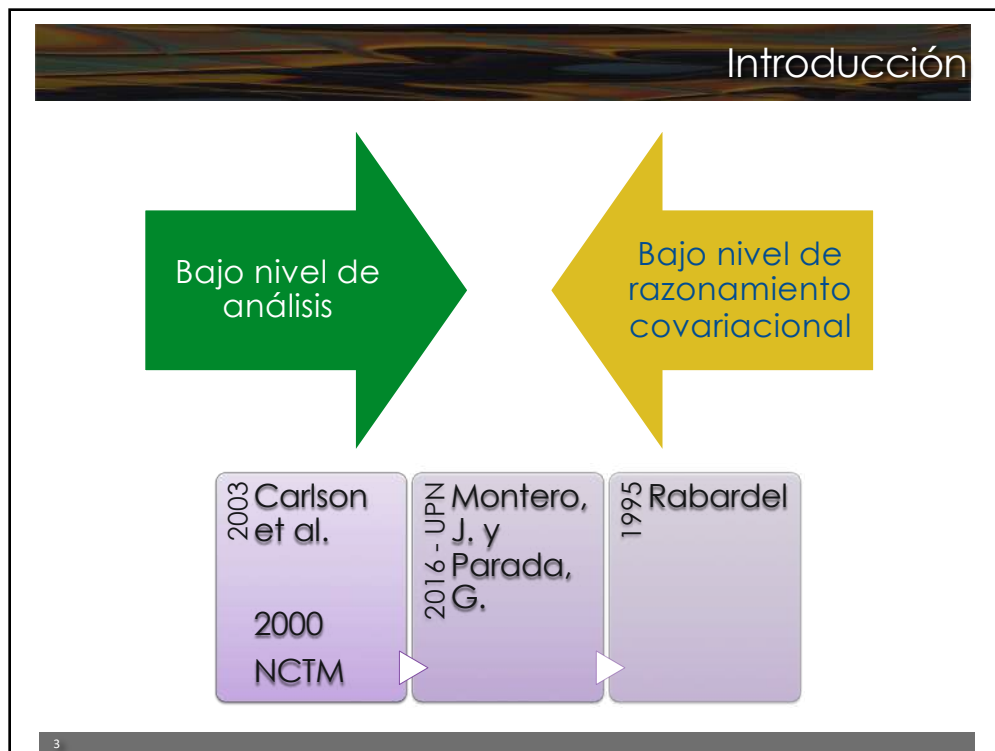 Introducción
Bajo nivel de
análisis
Bajo nivel de
razonamiento
covariacional
2003
Carlson
et al.
2000
NCTM
2016 - UPN
Montero,
J. y
Parada,
G.
1995
Rabardel
3